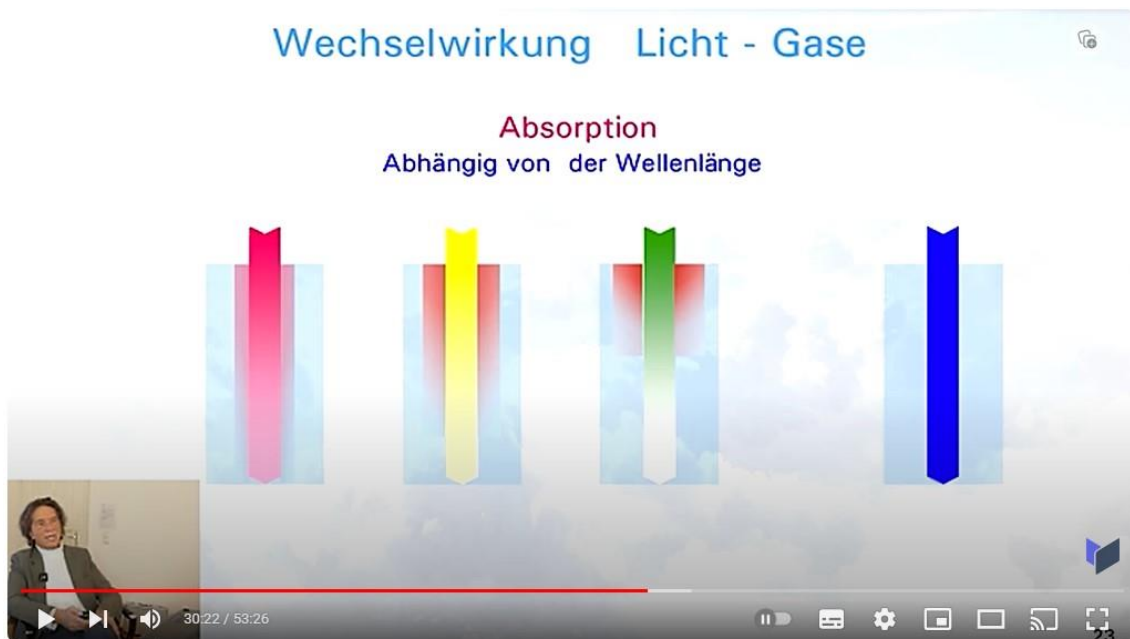 Wechselwirkung Licht - Gase
Absorption
Abhängig von der Wellenlänge
30:22 / 53:26
23